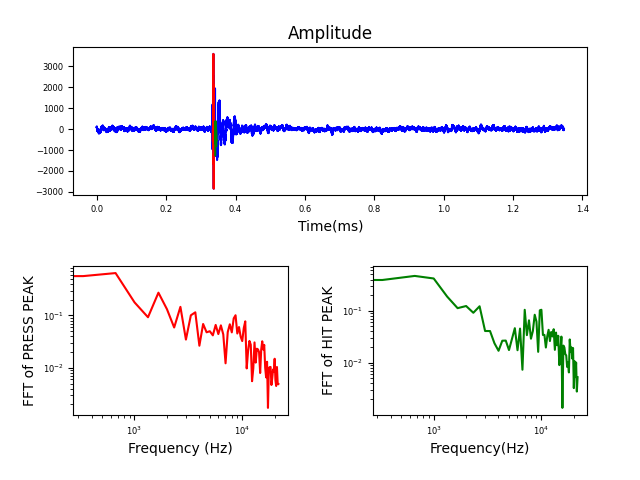 Amplitude
3000
2000
1000
0
−1000
−2000
−3000
0.0 0.2 0.4 0.6 0.8 1.0 1.2 1.4
Time(ms)
FFT of PRESS PEAK
10⁻¹
10⁻²
10³ 10⁴
Frequency (Hz)
FFT of HIT PEAK
10⁻¹
10⁻²
10³ 10⁴
Frequency(Hz)